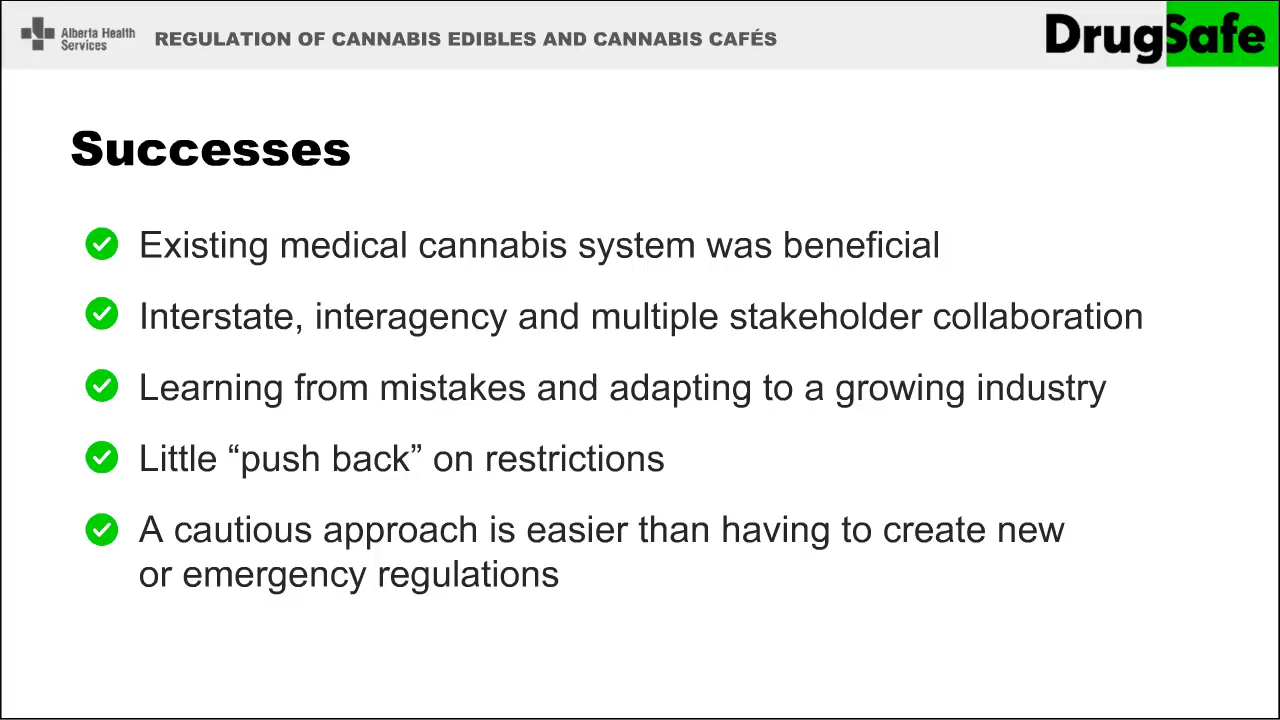 Alberta Health
Services
REGULATION OF CANNABIS EDIBLES AND CANNABIS CAFÉS
DrugSafe
Successes
Existing medical cannabis system was beneficial
Interstate, interagency and multiple stakeholder collaboration
Learning from mistakes and adapting to a growing industry
Little “push back” on restrictions
A cautious approach is easier than having to create new
or emergency regulations